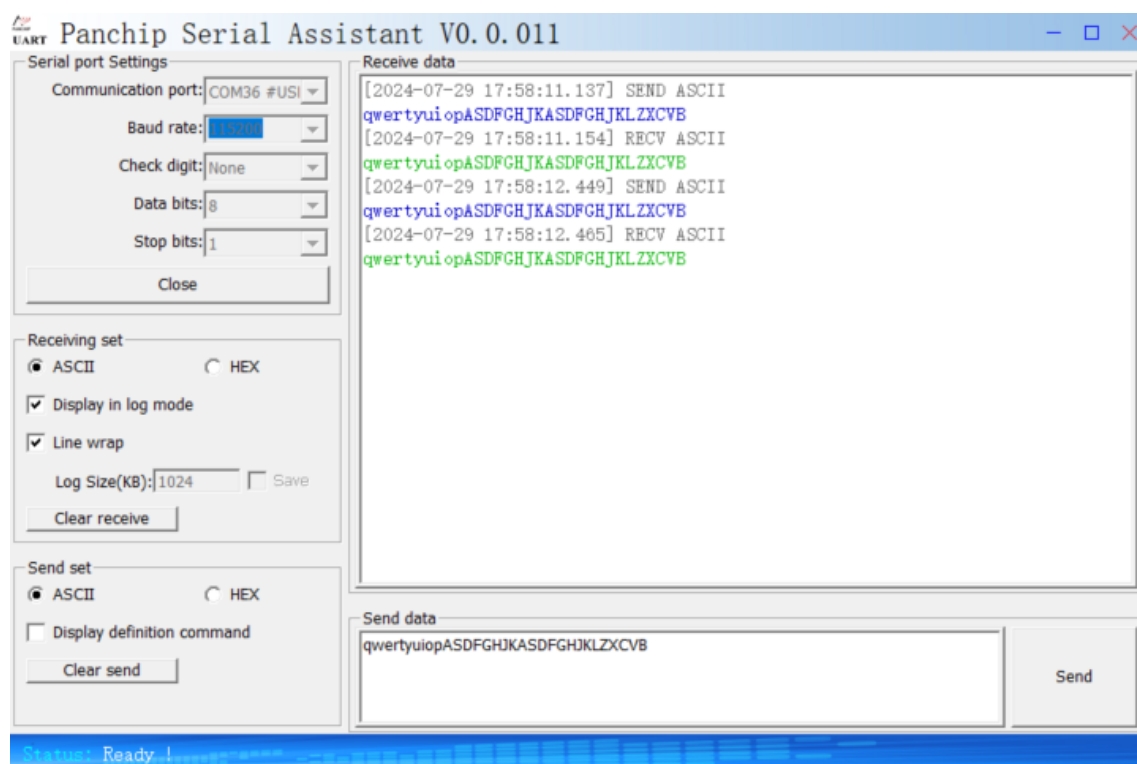 UART Panchip Serial Assistant V0.0.011
Serial port Settings
Communication port: COM36 #USI
Baud rate: 115200
Check digit: None
Data bits: 8
Stop bits: 1
Close
Receiving set
ASCII HEX
Display in log mode
Line wrap
Log Size(KB): 1024 Save
Clear receive
Send set
ASCII HEX
Display definition command
Clear send
Receive data
[2024-07-29 17:58:11.137] SEND ASCII
qwertyuiopASDFGHJKASDFGHJKLZXCVB
[2024-07-29 17:58:11.154] RECV ASCII
qwertyuiopASDFGHJKASDFGHJKLZXCVB
[2024-07-29 17:58:12.449] SEND ASCII
qwertyuiopASDFGHJKASDFGHJKLZXCVB
[2024-07-29 17:58:12.465] RECV ASCII
qwertyuiopASDFGHJKASDFGHJKLZXCVB
Send data
qwertyuiopASDFGHJKASDFGHJKLZXCVB
Send
Status: Ready !